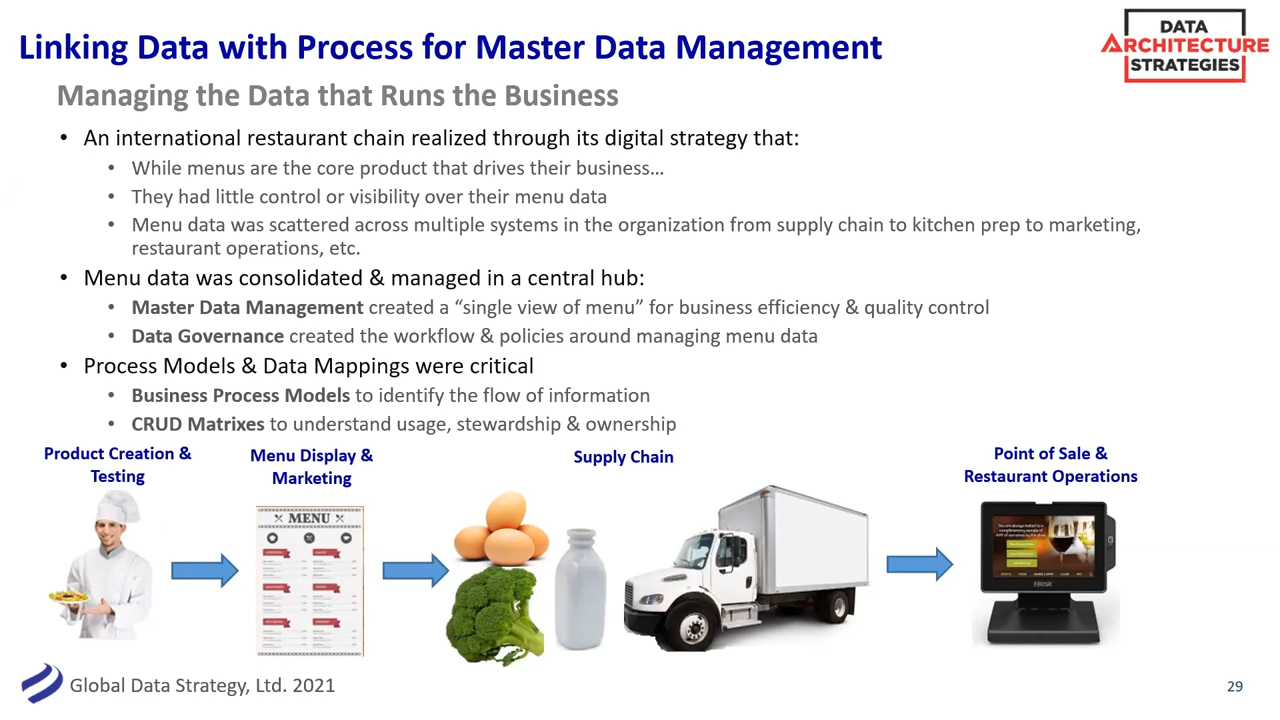 Linking Data with Process for Master Data Management
DATA
ARCHITECTURE
STRATEGIES
Managing the Data that Runs the Business
• An international restaurant chain realized through its digital strategy that:
• While menus are the core product that drives their business…
• They had little control or visibility over their menu data
• Menu data was scattered across multiple systems in the organization from supply chain to kitchen prep to marketing,
restaurant operations, etc.
• Menu data was consolidated & managed in a central hub:
• Master Data Management created a “single view of menu” for business efficiency & quality control
• Data Governance created the workflow & policies around managing menu data
• Process Models & Data Mappings were critical
• Business Process Models to identify the flow of information
• CRUD Matrixes to understand usage, stewardship & ownership
Product Creation &
Testing
Menu Display &
Marketing
Supply Chain
Point of Sale &
Restaurant Operations
MENU
Global Data Strategy, Ltd. 2021
29